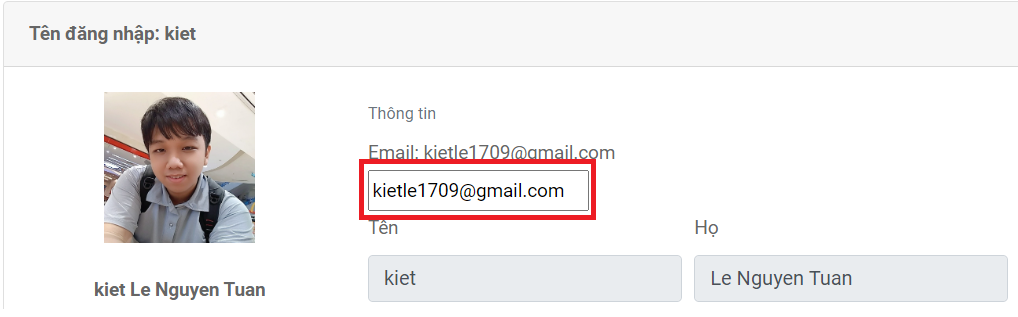 Tên đăng nhập: kiet
Thông tin
Email: kietle1709@gmail.com
kietle1709@gmail.com
Tên
Họ
kiet
Le Nguyen Tuan
kiet Le Nguyen Tuan